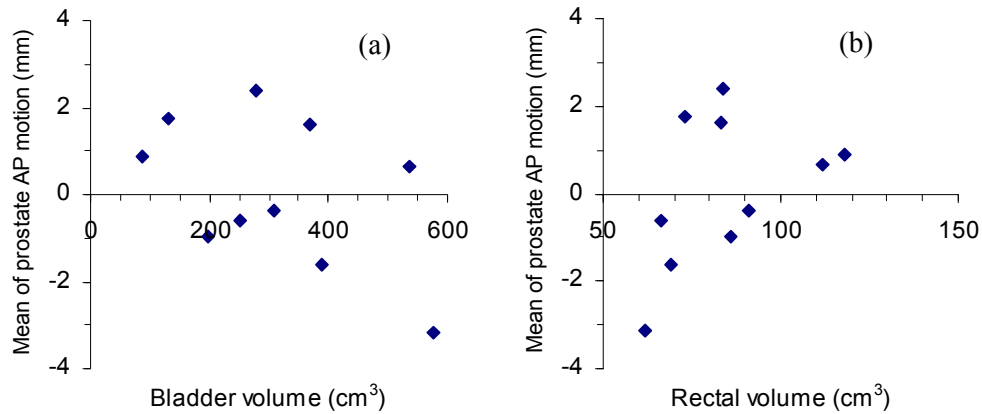 Mean of prostate AP motion (mm)
4
2
0
-2
-4
0
200
400
600
(a)
Bladder volume (cm³)
Mean of prostate AP motion (mm)
4
2
0
-2
-4
50
100
150
(b)
Rectal volume (cm³)